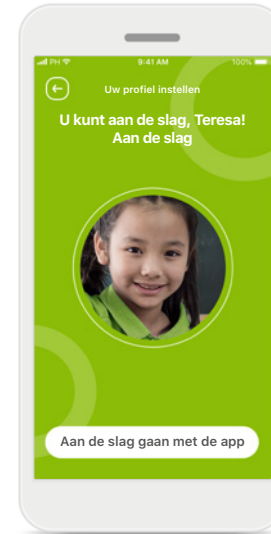 PH 9:41 AM 100%
Uw profiel instellen
U kunt aan de slag, Teresa!
Aan de slag
Aan de slag gaan met de app